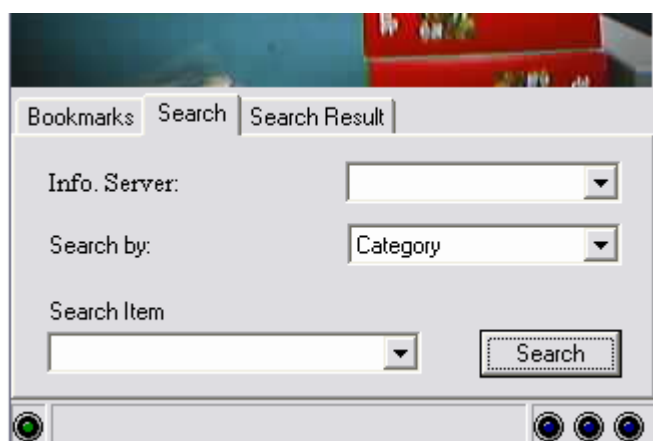 Bookmarks Search Search Result
Info. Server:
Search by: Category
Search Item
Search